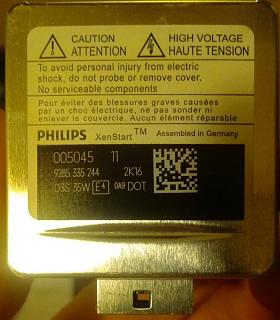 CAUTION
ATTENTION
HIGH VOLTAGE
HAUTE TENSION
To avoid personal injury from electric
shock, do not probe or remove cover.
No serviceable components
Pour éviter des blessures graves causées
par un choc électrique, ne pas sonder ni
enlever le couvercle. Aucun élément réparable
PHILIPS XenStart™ Assembled in Germany
005045 11
9285 335 244 2K16
D3S 35W E4 0A9 DOT